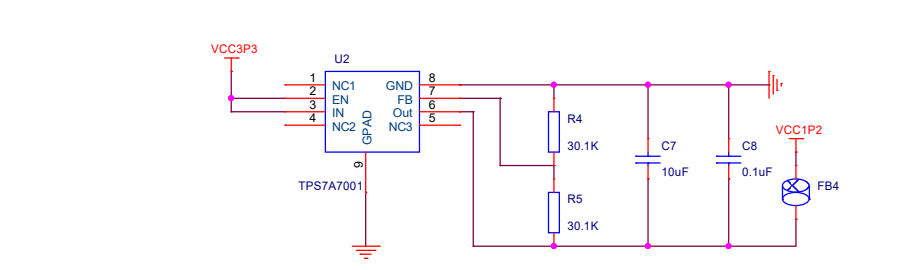 VCC3P3
U2
1 NC1 GND 8
2 EN FB 7
3 IN Out 6
4 NC2 NC3 5
GPAD
9
TPS7A7001
R4
30.1K
R5
30.1K
C7
10uF
C8
0.1uF
VCC1P2
FB4